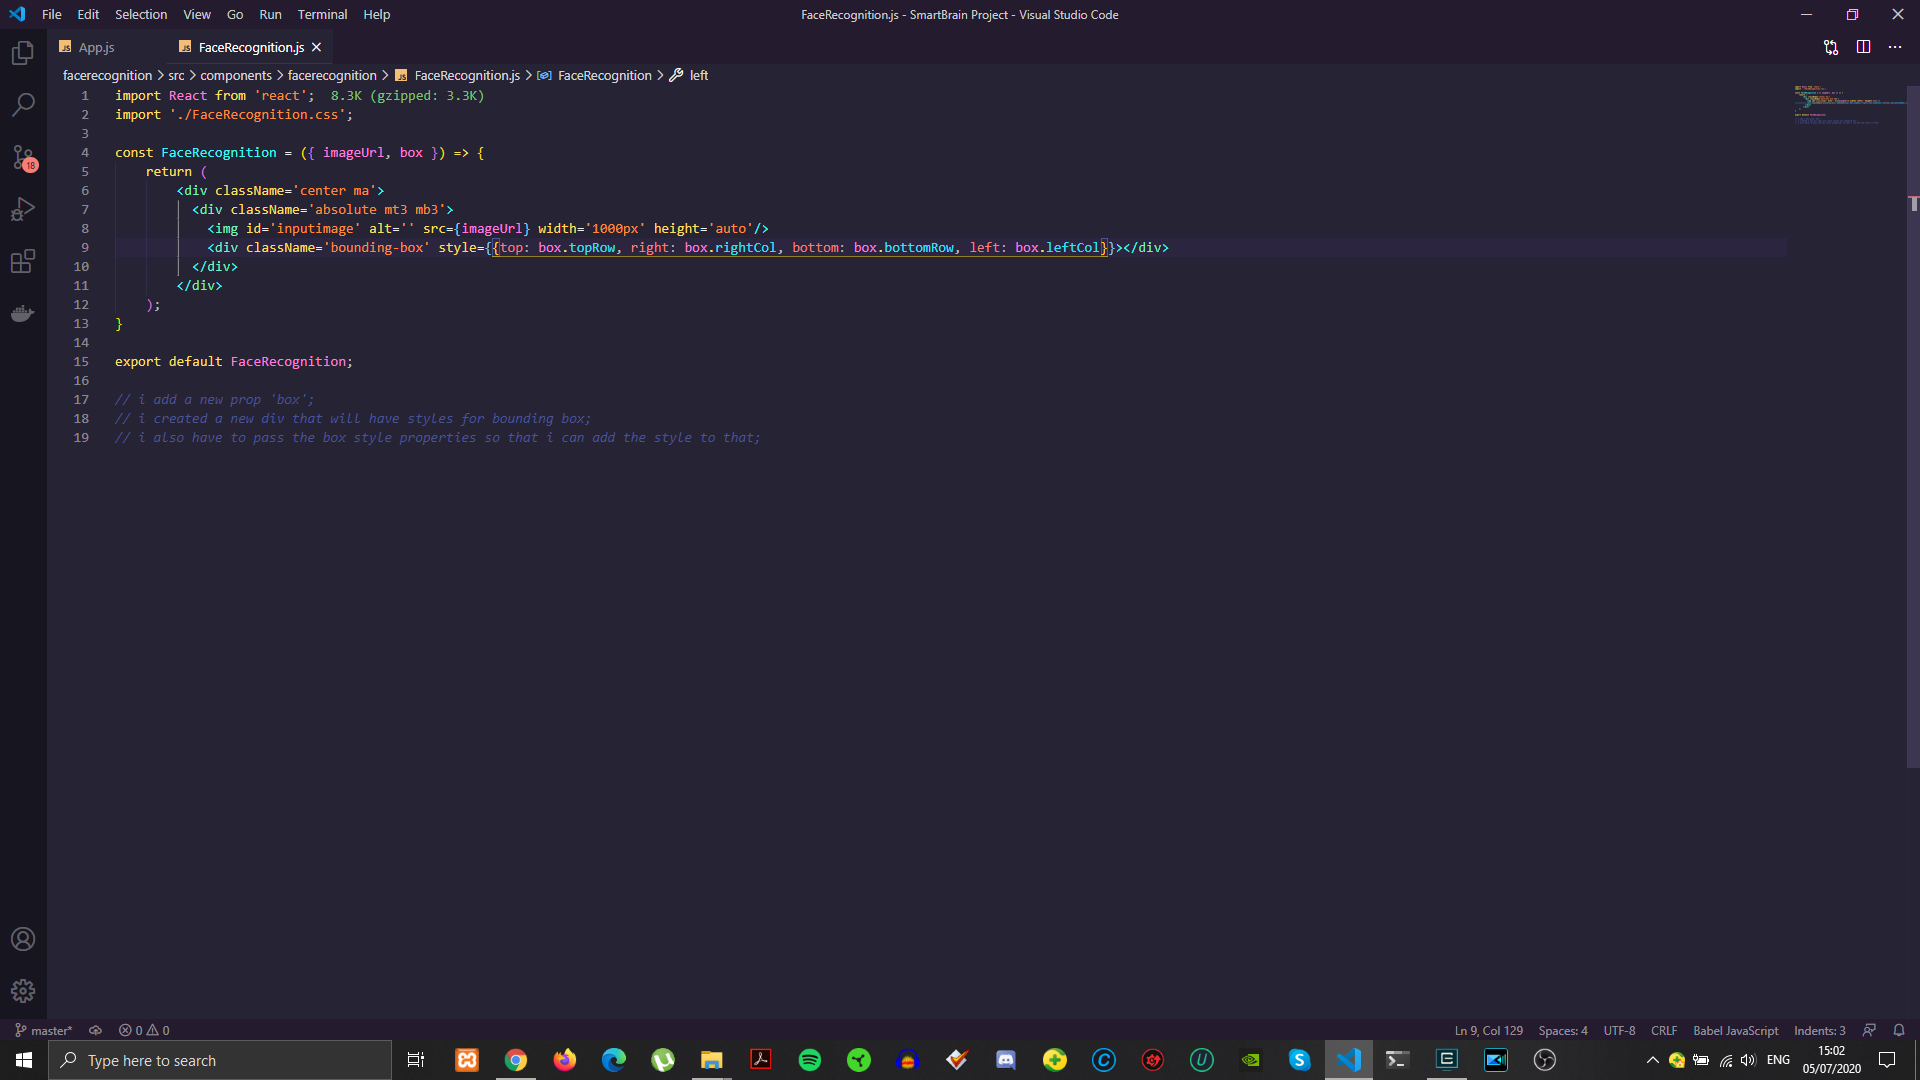 File Edit Selection View Go Run Terminal Help
FaceRecognition.js - SmartBrain Project - Visual Studio Code
App.js
FaceRecognition.js
facerecognition > src > components > facerecognition > FaceRecognition.js > FaceRecognition > left
1 import React from 'react'; 8.3K (gzipped: 3.3K)
2 import './FaceRecognition.css';
3
4 const FaceRecognition = ({ imageUrl, box }) => {
5 return (
6 <div className='center ma'>
7 <div className='absolute mt3 mb3'>
8 <img id='inputimage' alt='' src={imageUrl} width='1000px' height='auto'/>
9 <div className='bounding-box' style={{top: box.topRow, right: box.rightCol, bottom: box.bottomRow, left: box.leftCol}}></div>
10 </div>
11 </div>
12 );
13 }
14
15 export default FaceRecognition;
16
17 // i add a new prop 'box';
18 // i created a new div that will have styles for bounding box;
19 // i also have to pass the box style properties so that i can add the style to that;
18
master* 0 0
Ln 9, Col 129 Spaces: 4 UTF-8 CRLF Babel JavaScript Indents: 3
Type here to search
ENG
15:02
05/07/2020